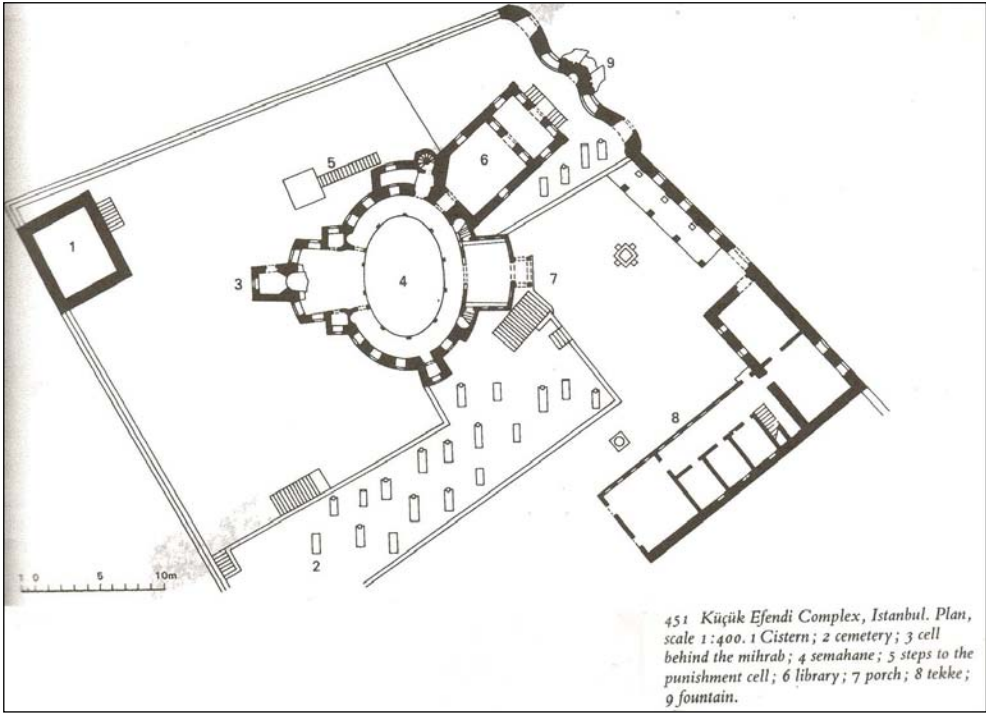 9
5
6
1
3
4
7
8
2
1 0 5 10m
451 Küçük Efendi Complex, Istanbul. Plan,
scale 1:400. 1 Cistern; 2 cemetery; 3 cell
behind the mihrab; 4 semahane; 5 steps to the
punishment cell; 6 library; 7 porch; 8 tekke;
9 fountain.